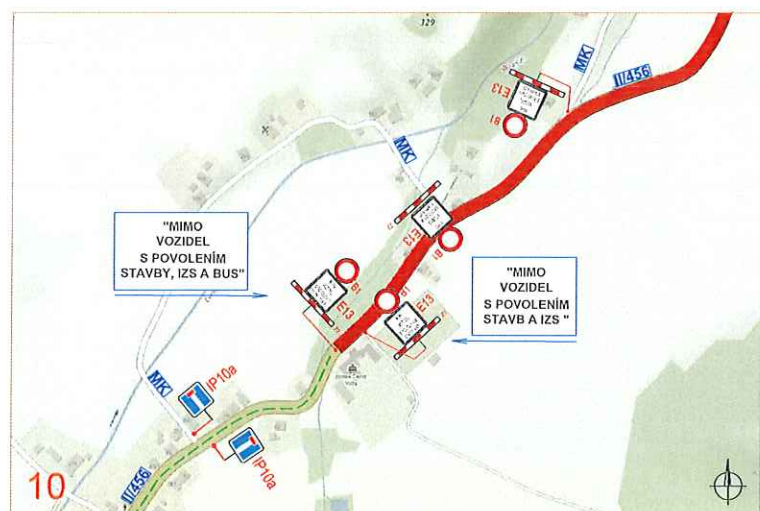 329
MK
II/456
E13
B1
MK
E13
B1
"MIMO
VOZIDEL
S POVOLENÍM
STAVBY, IZS A BUS"
B1
E13
B1
E13
"MIMO
VOZIDEL
S POVOLENÍM
STAVB A IZS "
MK
IP10a
IP10a
II/456
10